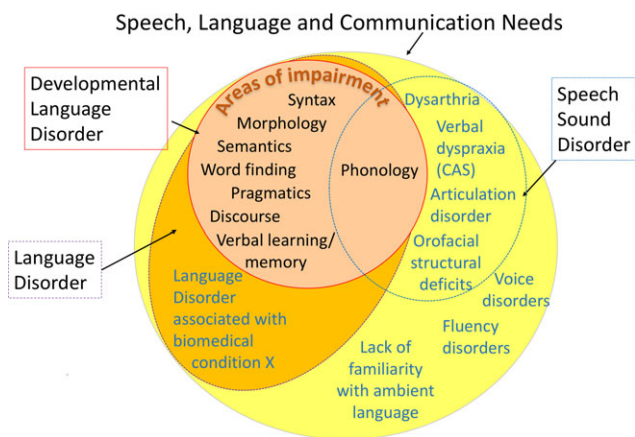 Speech, Language and Communication Needs
Developmental
Language
Disorder
Areas of impairment
Syntax
Morphology
Semantics
Word finding
Pragmatics
Discourse
Verbal learning/
memory
Phonology
Dysarthria
Verbal
dyspraxia
(CAS)
Articulation
disorder
Orofacial
structural
deficits
Speech
Sound
Disorder
Language
Disorder
Language
Disorder
associated with
biomedical
condition X
Voice
disorders
Fluency
disorders
Lack of
familiarity
with ambient
language